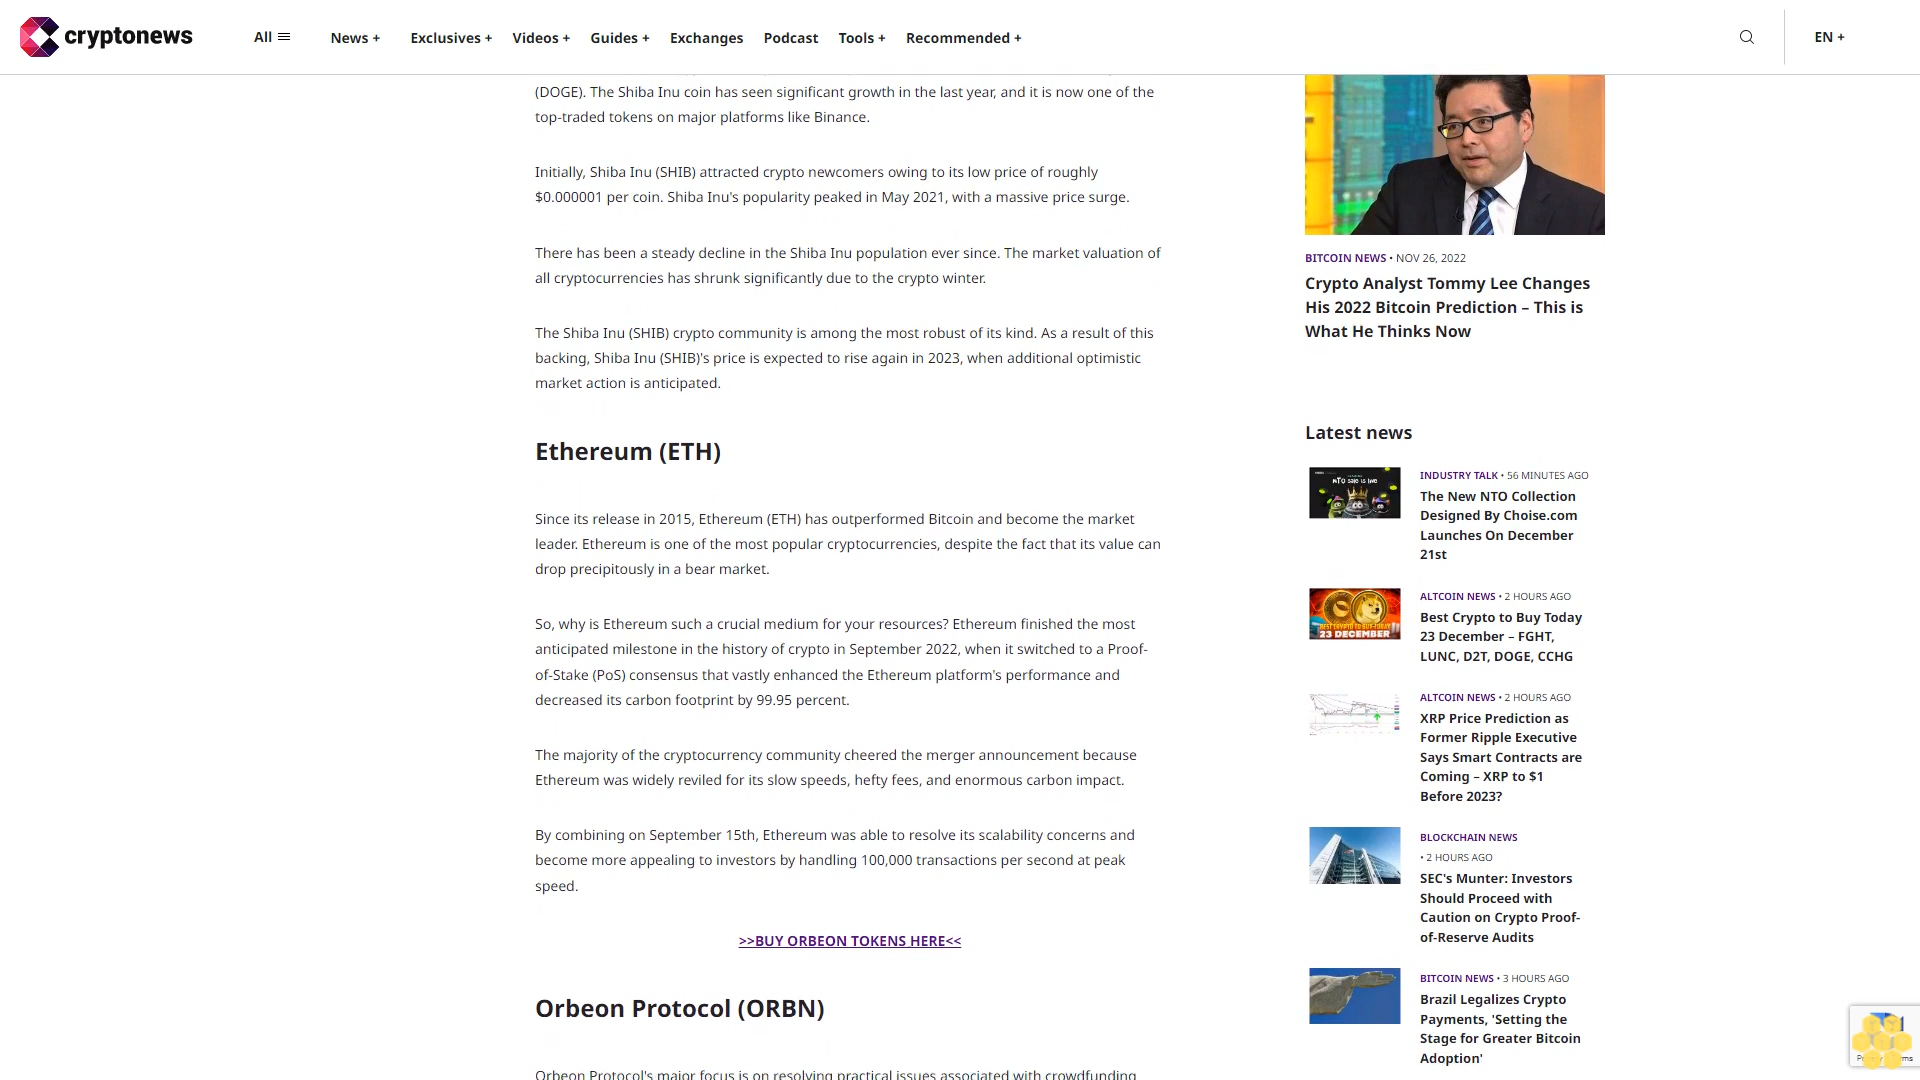 cryptonews
All
News +
Exclusives +
Videos +
Guides +
Exchanges
Podcast
Tools +
Recommended +
EN +
(DOGE). The Shiba Inu coin has seen significant growth in the last year, and it is now one of the
top-traded tokens on major platforms like Binance.
Initially, Shiba Inu (SHIB) attracted crypto newcomers owing to its low price of roughly
$0.000001 per coin. Shiba Inu's popularity peaked in May 2021, with a massive price surge.
There has been a steady decline in the Shiba Inu population ever since. The market valuation of
all cryptocurrencies has shrunk significantly due to the crypto winter.
The Shiba Inu (SHIB) crypto community is among the most robust of its kind. As a result of this
backing, Shiba Inu (SHIB)'s price is expected to rise again in 2023, when additional optimistic
market action is anticipated.
Ethereum (ETH)
Since its release in 2015, Ethereum (ETH) has outperformed Bitcoin and become the market
leader. Ethereum is one of the most popular cryptocurrencies, despite the fact that its value can
drop precipitously in a bear market.
So, why is Ethereum such a crucial medium for your resources? Ethereum finished the most
anticipated milestone in the history of crypto in September 2022, when it switched to a Proof-
of-Stake (PoS) consensus that vastly enhanced the Ethereum platform's performance and
decreased its carbon footprint by 99.95 percent.
The majority of the cryptocurrency community cheered the merger announcement because
Ethereum was widely reviled for its slow speeds, hefty fees, and enormous carbon impact.
By combining on September 15th, Ethereum was able to resolve its scalability concerns and
become more appealing to investors by handling 100,000 transactions per second at peak
speed.
>>BUY ORBEON TOKENS HERE<<
Orbeon Protocol (ORBN)
Orbeon Protocol's major focus is on resolving practical issues associated with crowdfunding
BITCOIN NEWS • NOV 26, 2022
Crypto Analyst Tommy Lee Changes
His 2022 Bitcoin Prediction – This is
What He Thinks Now
Latest news
NTO sale is live
INDUSTRY TALK • 56 MINUTES AGO
The New NTO Collection
Designed By Choise.com
Launches On December
21st
BEST CRYPTO TO BUY TODAY
23 DECEMBER
ALTCOIN NEWS • 2 HOURS AGO
Best Crypto to Buy Today
23 December – FGHT,
LUNC, D2T, DOGE, CCHG
ALTCOIN NEWS • 2 HOURS AGO
XRP Price Prediction as
Former Ripple Executive
Says Smart Contracts are
Coming – XRP to $1
Before 2023?
BLOCKCHAIN NEWS
• 2 HOURS AGO
SEC's Munter: Investors
Should Proceed with
Caution on Crypto Proof-
of-Reserve Audits
BITCOIN NEWS • 3 HOURS AGO
Brazil Legalizes Crypto
Payments, 'Setting the
Stage for Greater Bitcoin
Adoption'